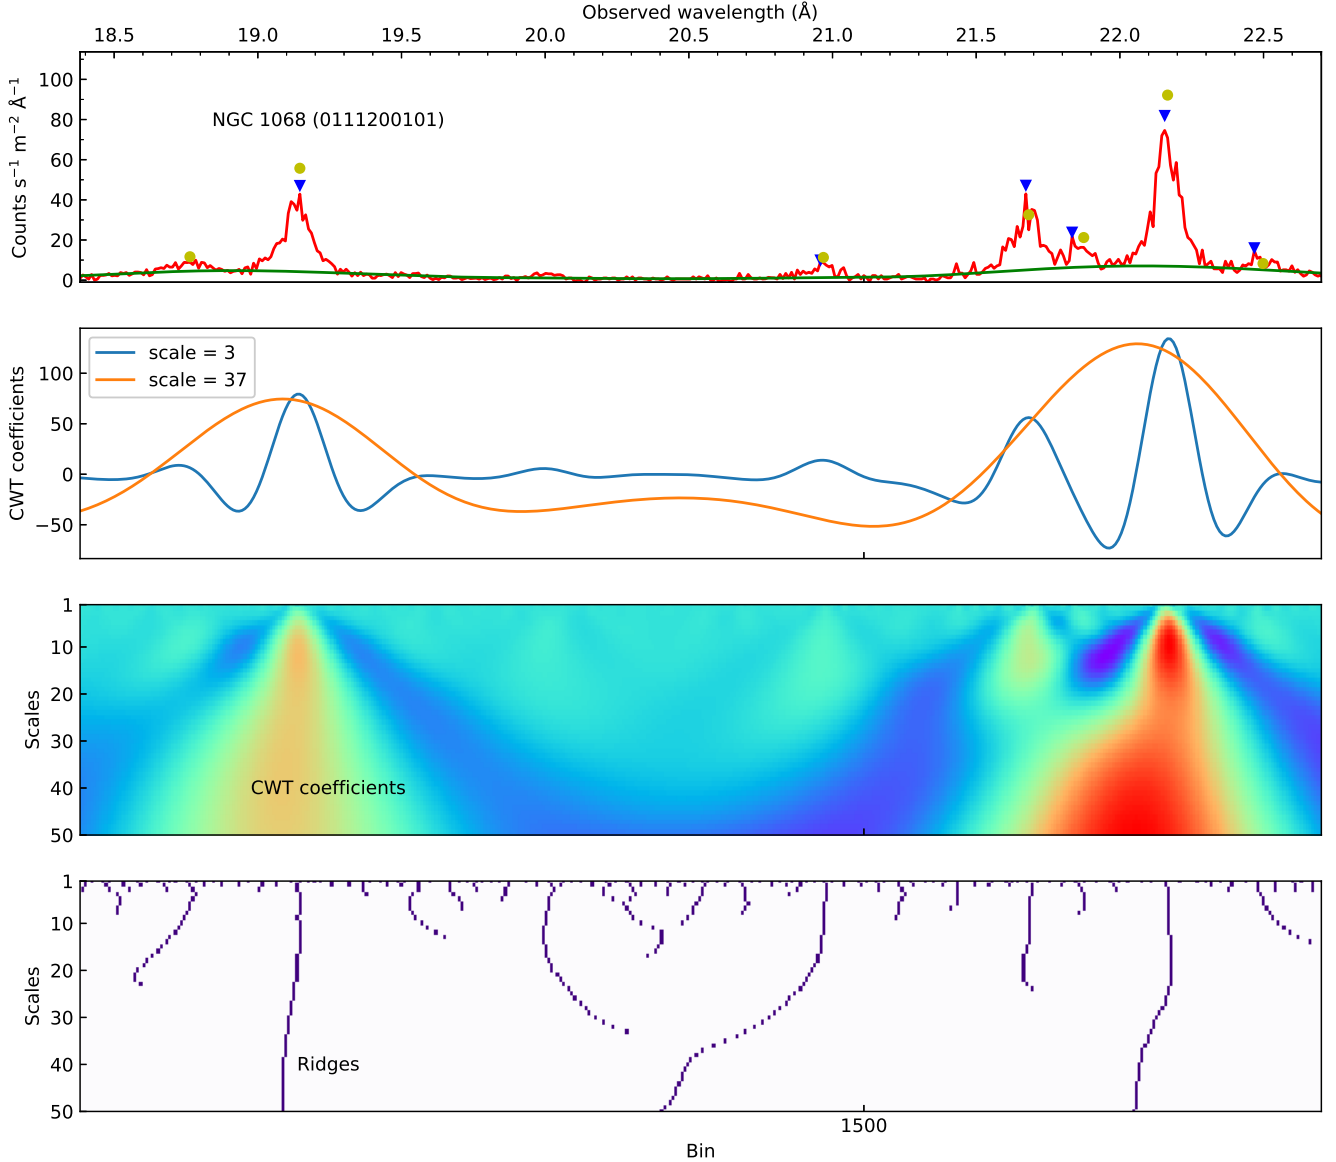 Observed wavelength (Å)
18.5 19.0 19.5 20.0 20.5 21.0 21.5 22.0 22.5
Counts s⁻¹ m⁻² Å⁻¹
100
80
60
40
20
0
NGC 1068 (0111200101)
CWT coefficients
100
50
0
−50
scale = 3
scale = 37
Scales
1
10
20
30
40
50
CWT coefficients
Scales
1
10
20
30
40
50
Ridges
1500
Bin